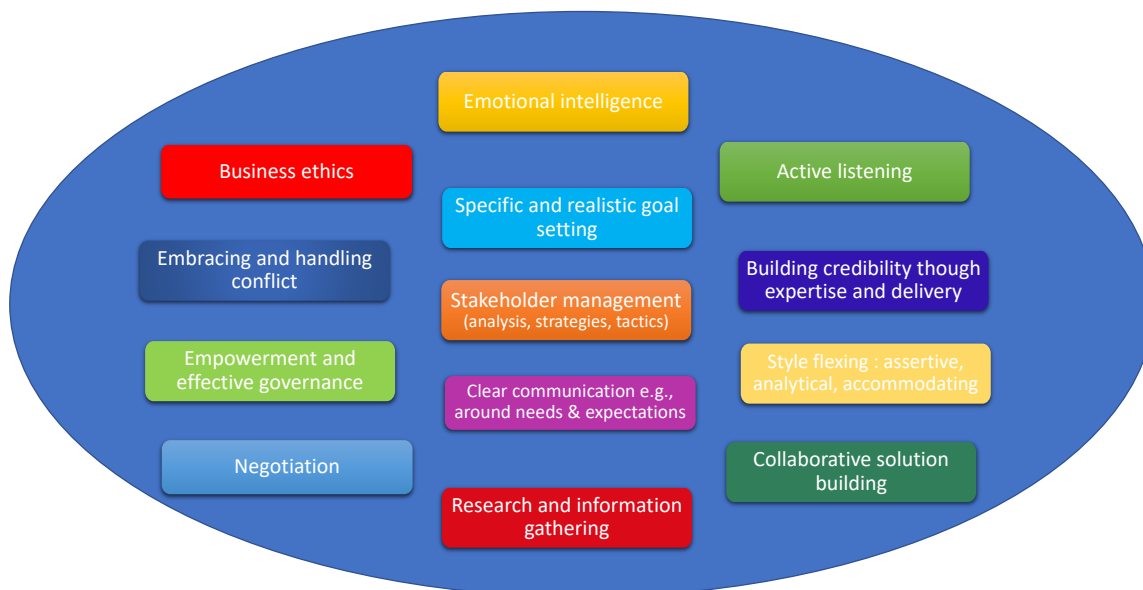 Emotional intelligence
Business ethics
Active listening
Specific and realistic goal
setting
Embracing and handling
conflict
Building credibility though
expertise and delivery
Stakeholder management
(analysis, strategies, tactics)
Empowerment and
effective governance
Style flexing : assertive,
analytical, accommodating
Clear communication e.g.,
around needs & expectations
Negotiation
Collaborative solution
building
Research and information
gathering